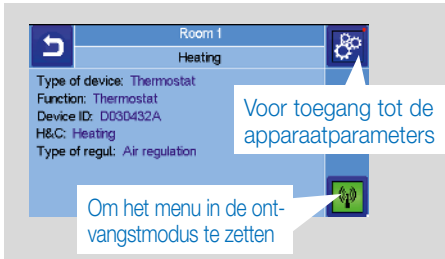 Room 1
Heating
Type of device: Thermostat
Function: Thermostat
Device ID: D030432A
H&C: Heating
Type of regul: Air regulation
Voor toegang tot de
apparaatparameters
Om het menu in de ont-
vangstmodus te zetten